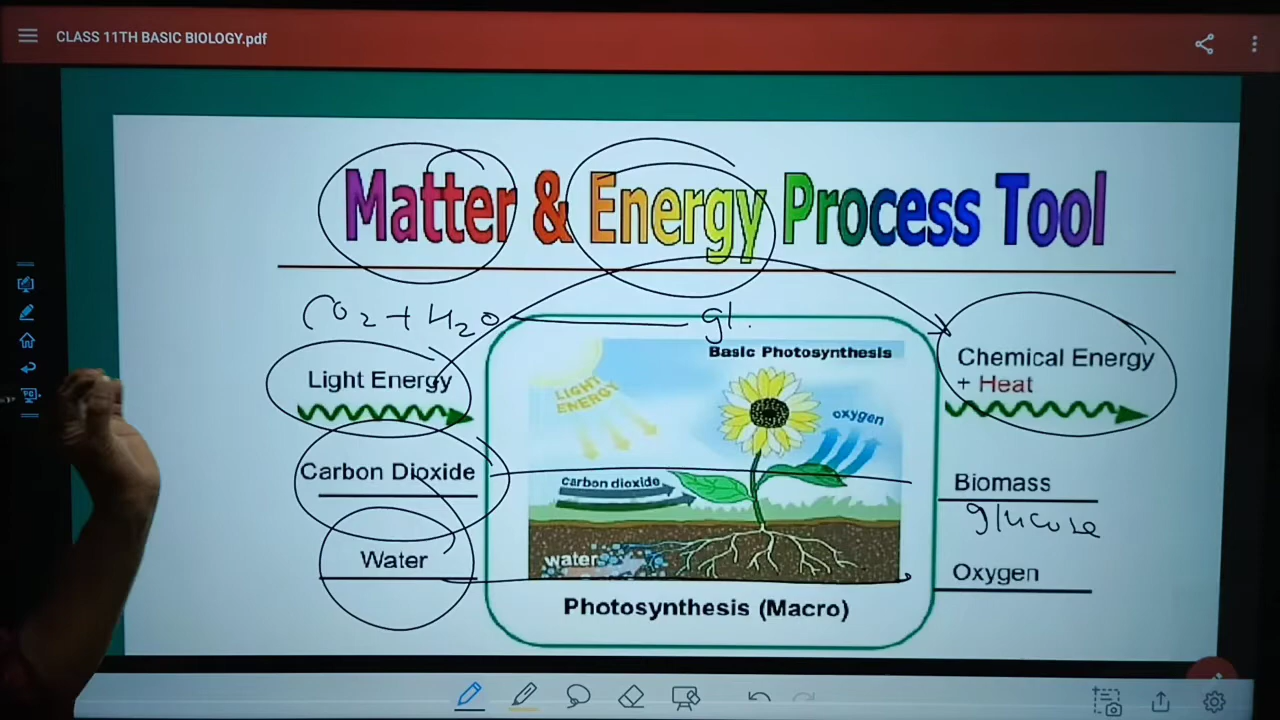 CLASS 11TH BASIC BIOLOGY.pdf
Matter & Energy Process Tool
CO2 + H2O gl.
Light Energy
Carbon Dioxide
Water
Basic Photosynthesis
LIGHT ENERGY
oxygen
carbon dioxide
water
Photosynthesis (Macro)
Chemical Energy
+ Heat
Biomass
glucose
Oxygen